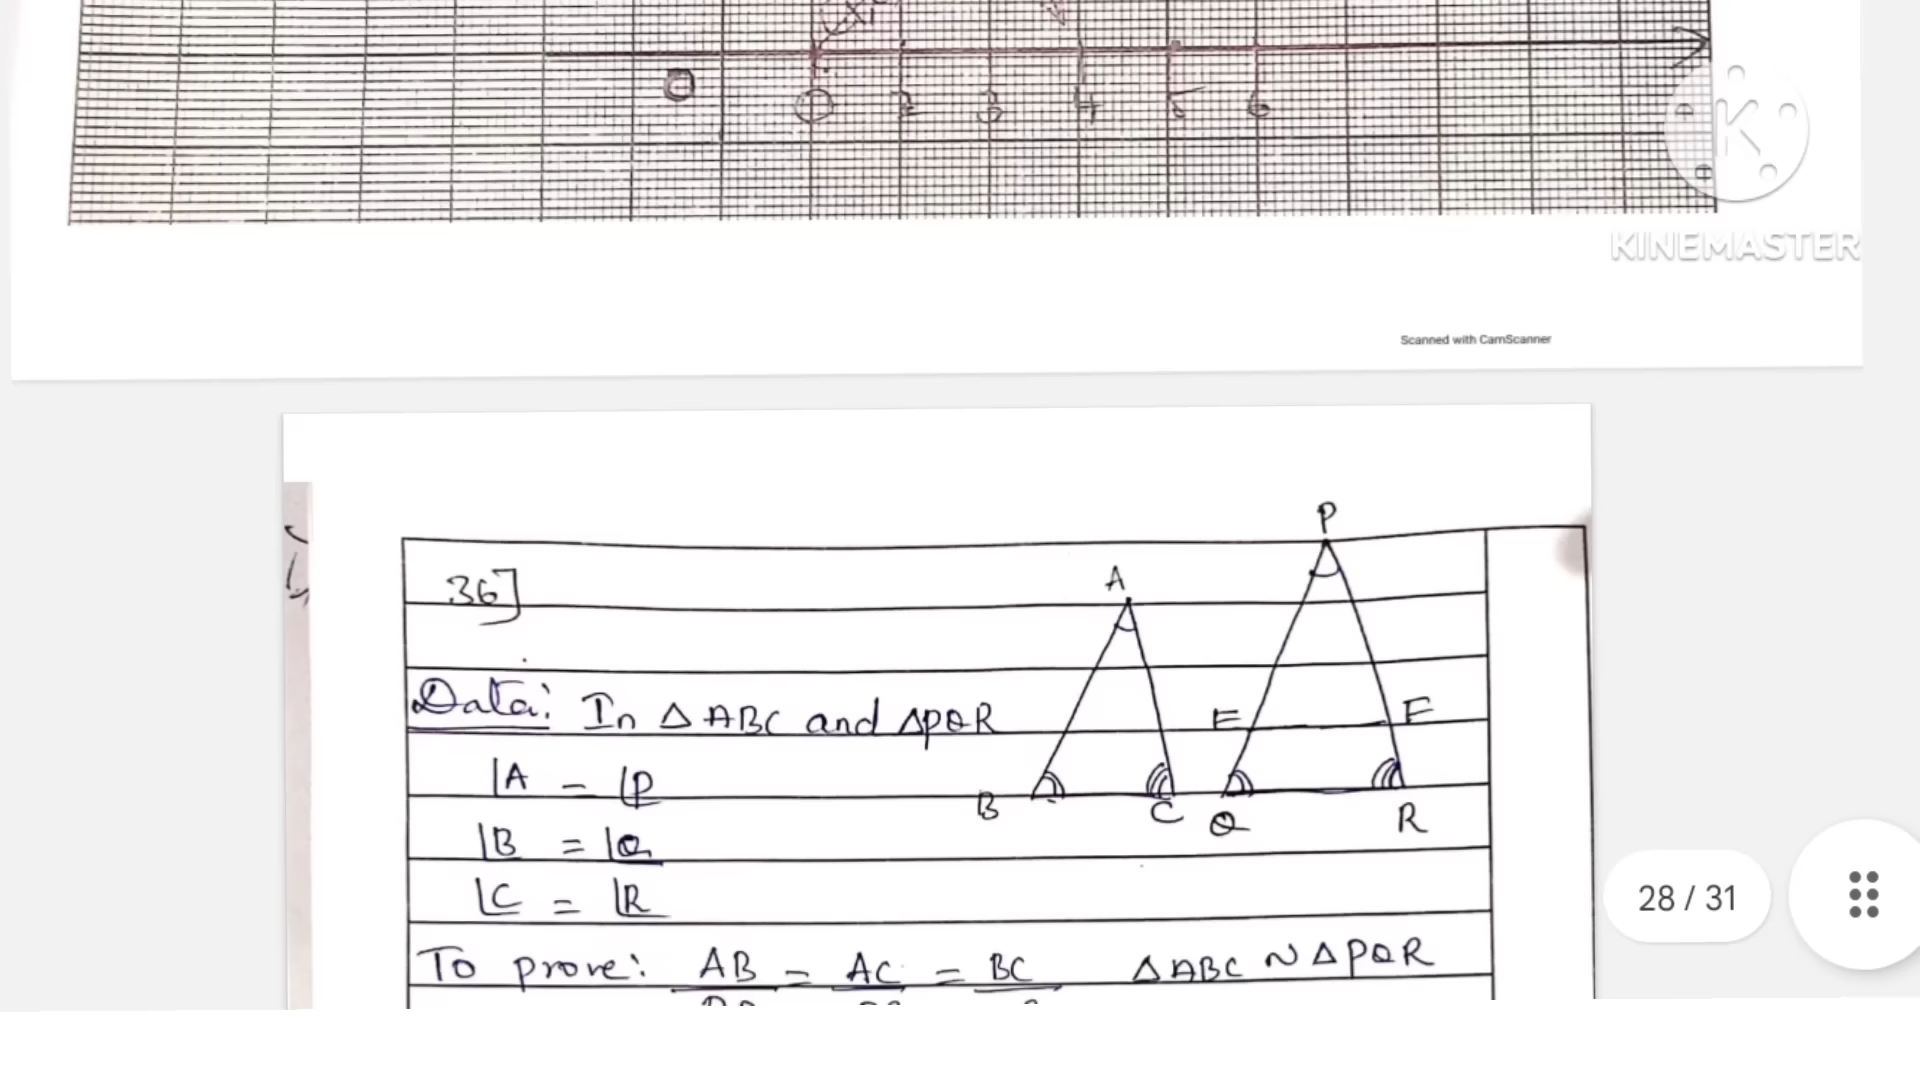 O 1 2 3 4 5 6
K
KINEMASTER
Scanned with CamScanner
P
36]
A
Data: In △ABC and △PQR
E F
∠A = ∠P
B C Q R
∠B = ∠Q
∠C = ∠R
28 / 31
To prove: AB = AC = BC △ABC ~ △PQR